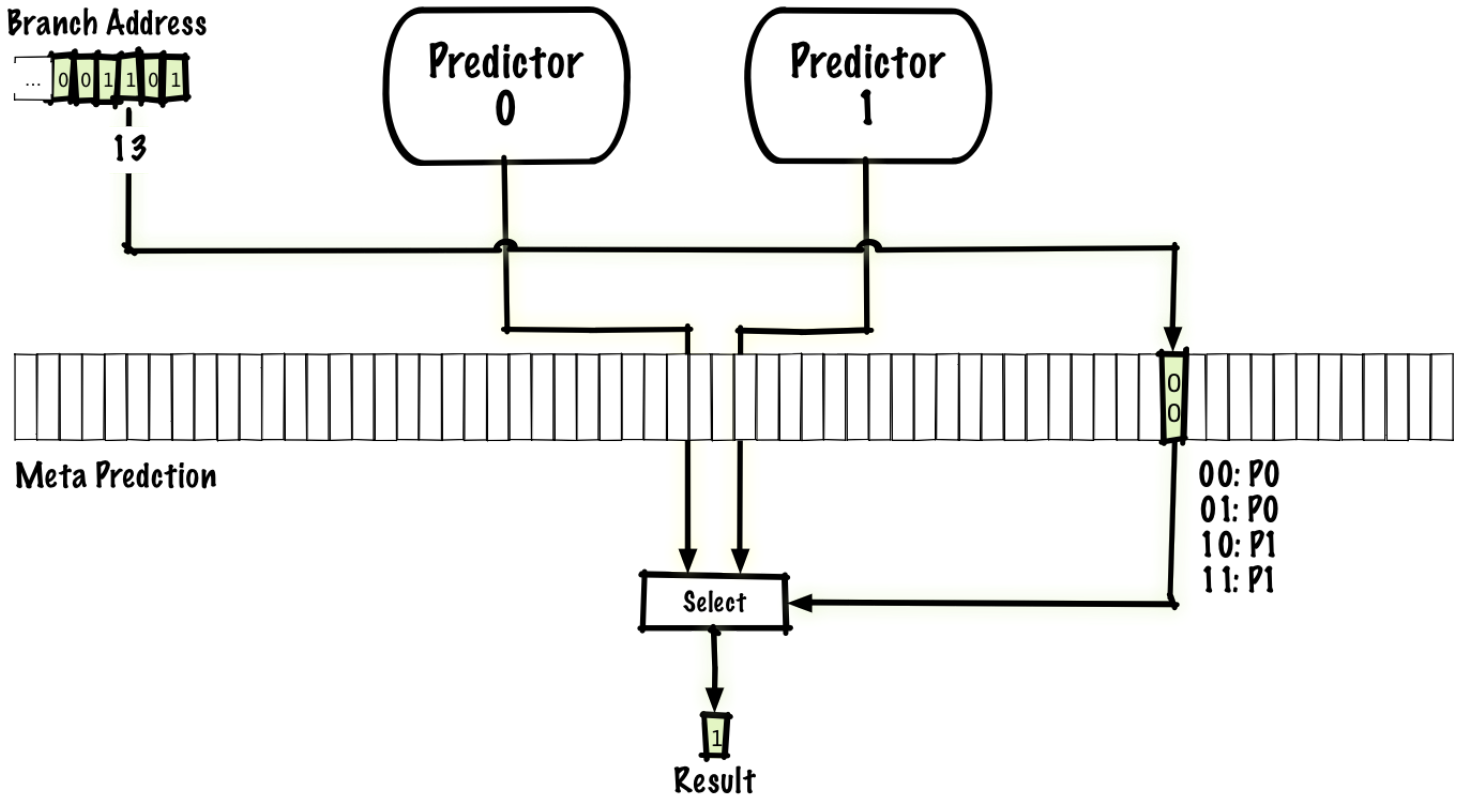 Branch Address
... 0 0 1 1 0 1
13
Predictor
0
Predictor
1
0
0
Meta Predction
00: P0
01: P0
10: P1
11: P1
Select
1
Result